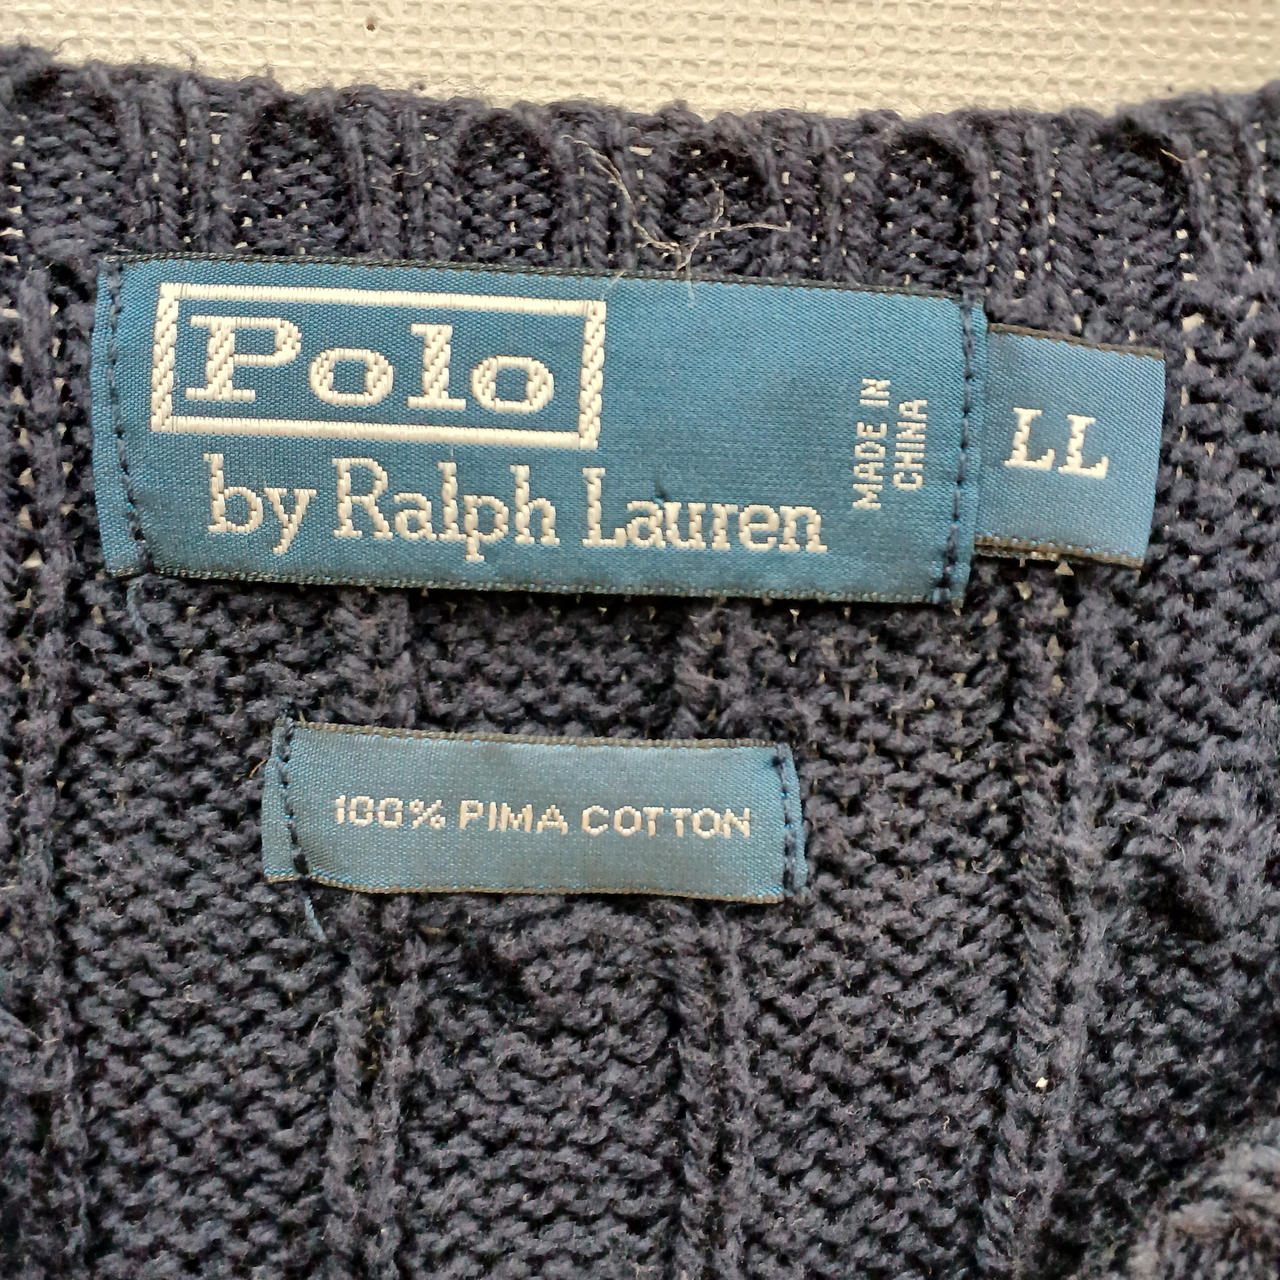 Polo
by Ralph Lauren
MADE IN
CHINA
LL
100% PIMA COTTON